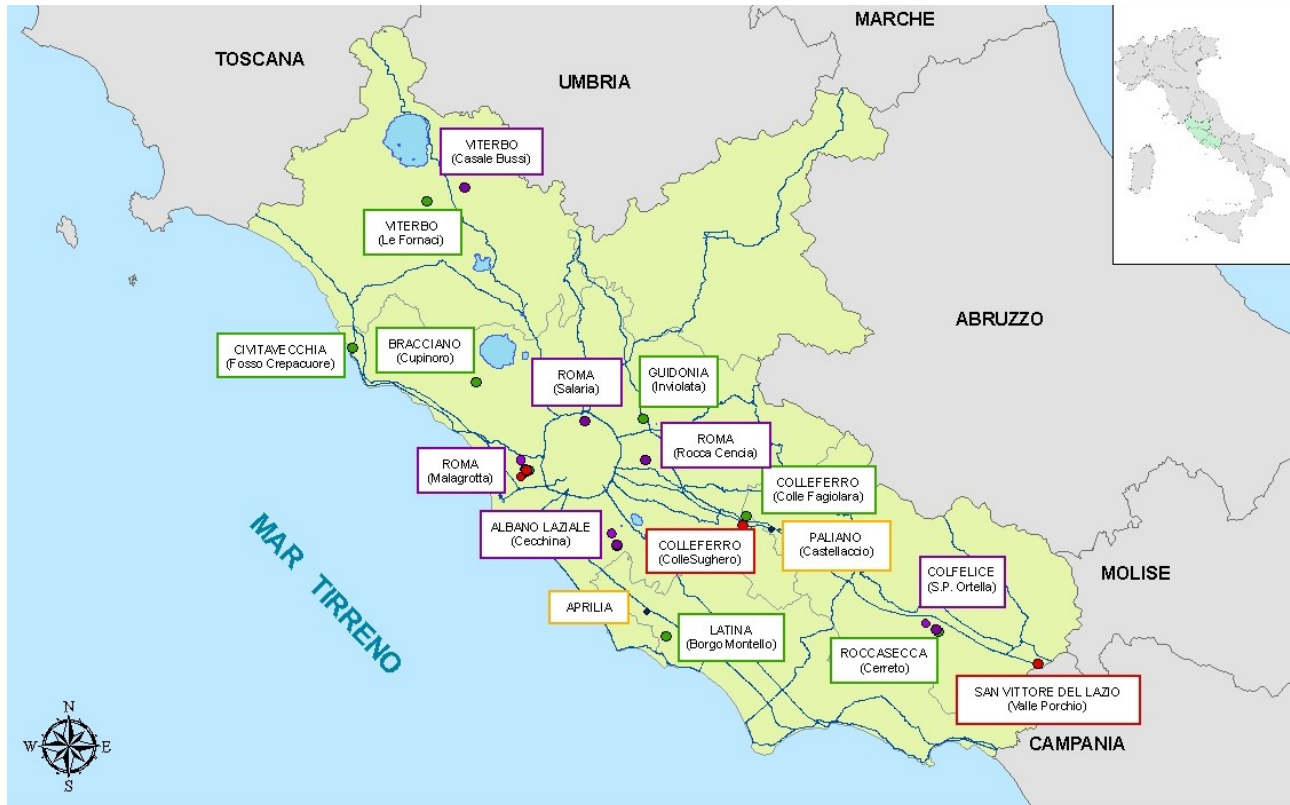 MARCHE
TOSCANA
UMBRIA
VITERBO
(Casale Bussi)
VITERBO
(Le Fornaci)
ABRUZZO
CIVITAVECCHIA
(Fosso Crepacuore)
BRACCIANO
(Cupinoro)
ROMA
(Salaria)
GUIDONIA
(Inviolata)
ROMA
(Malagrotta)
ROMA
(Rocca Cencia)
COLLEFERRO
(Colle Fagiolara)
ALBANO LAZIALE
(Cecchina)
COLLEFERRO
(ColleSughero)
PALIANO
(Castellaccio)
MOLISE
COLFELICE
(S.P. Ortella)
MAR TIRRENO
APRILIA
LATINA
(Borgo Montello)
ROCCASECCA
(Cerreto)
SAN VITTORE DEL LAZIO
(Valle Porchio)
CAMPANIA
N
W E
S